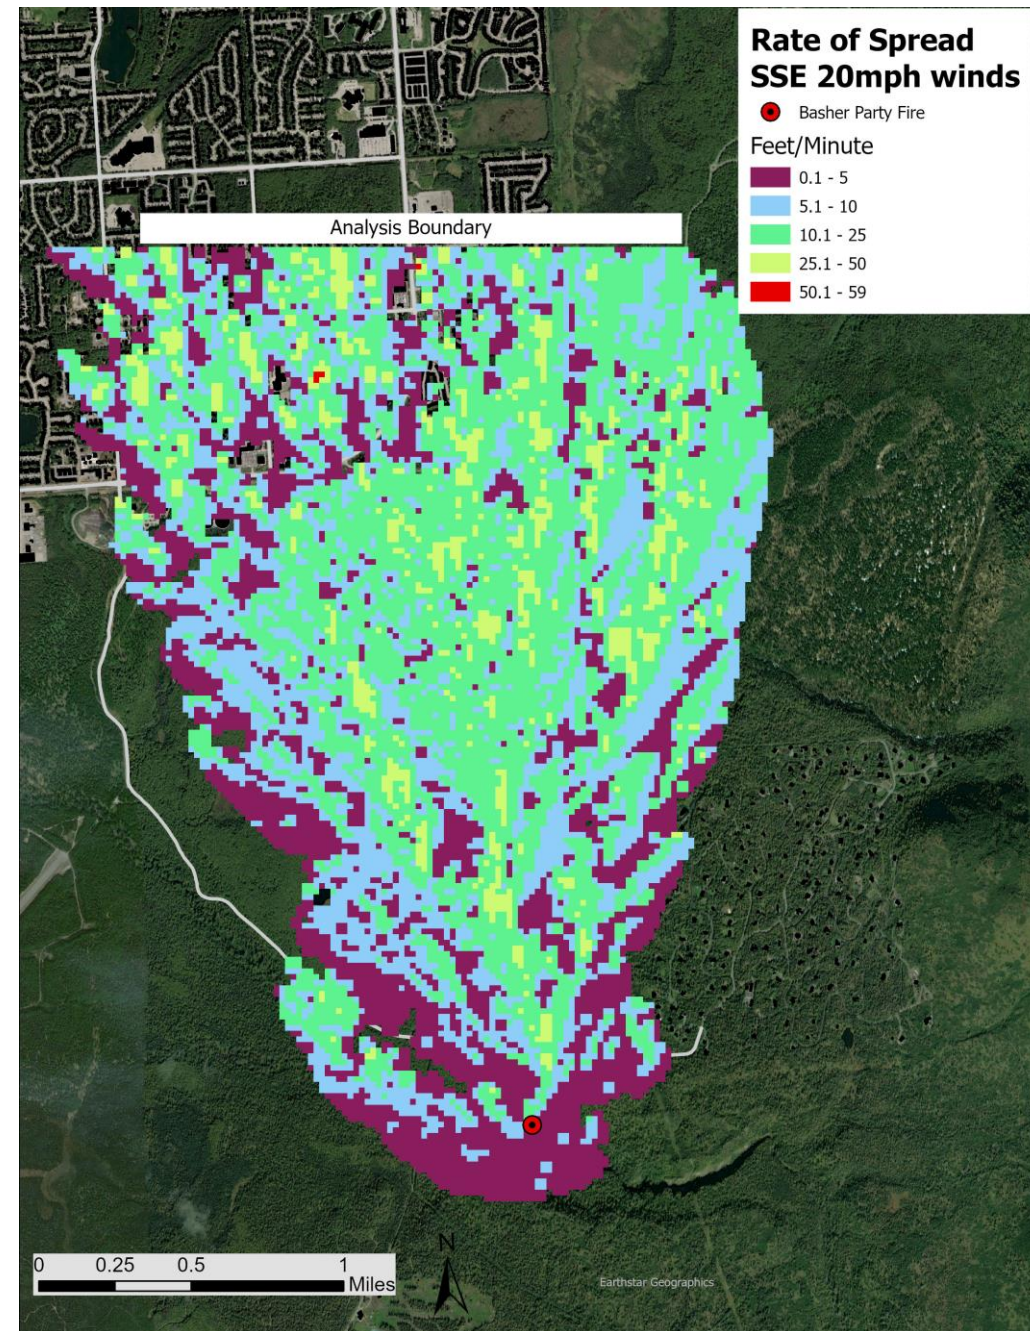 Rate of Spread
SSE 20mph winds
Basher Party Fire
Feet/Minute
0.1 - 5
5.1 - 10
10.1 - 25
25.1 - 50
50.1 - 59
Analysis Boundary
N
0 0.25 0.5 1
Miles
Earthstar Geographics